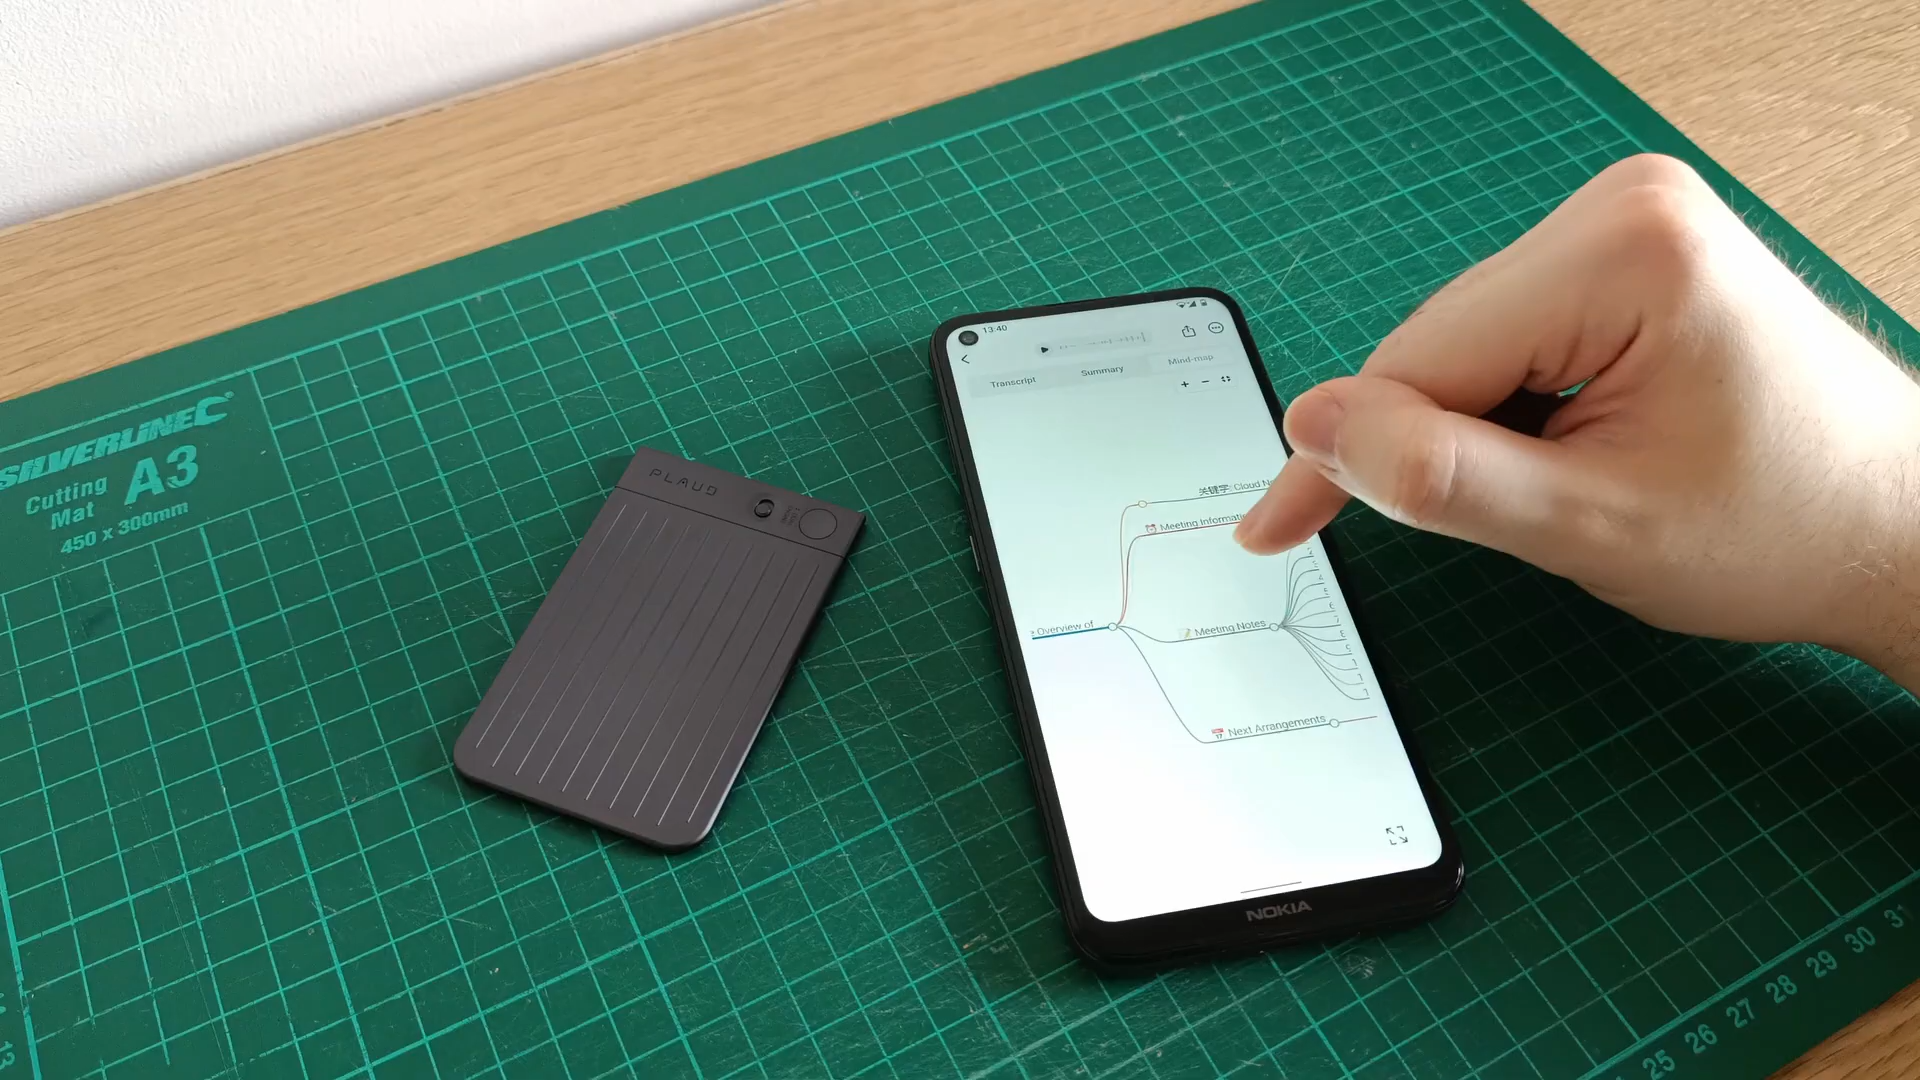 SILVERLINE
Cutting
Mat
A3
450 x 300mm
PLAUD
13:40
Transcript
Summary
Mind-map
关键字: Cloud
Meeting
Overview of
Meeting Notes
Next Arrangements
NOKIA
25 26 27 28 29 30 31
13